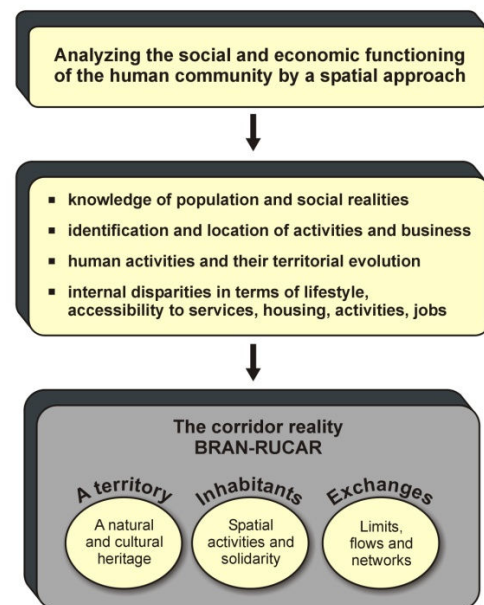 Analyzing the social and economic functioning
of the human community by a spatial approach
▪ knowledge of population and social realities
▪ identification and location of activities and business
▪ human activities and their territorial evolution
▪ internal disparities in terms of lifestyle,
accessibility to services, housing, activities, jobs
The corridor reality
BRAN-RUCAR
A territory
A natural
and cultural
heritage
Inhabitants
Spatial
activities and
solidarity
Exchanges
Limits,
flows and
networks